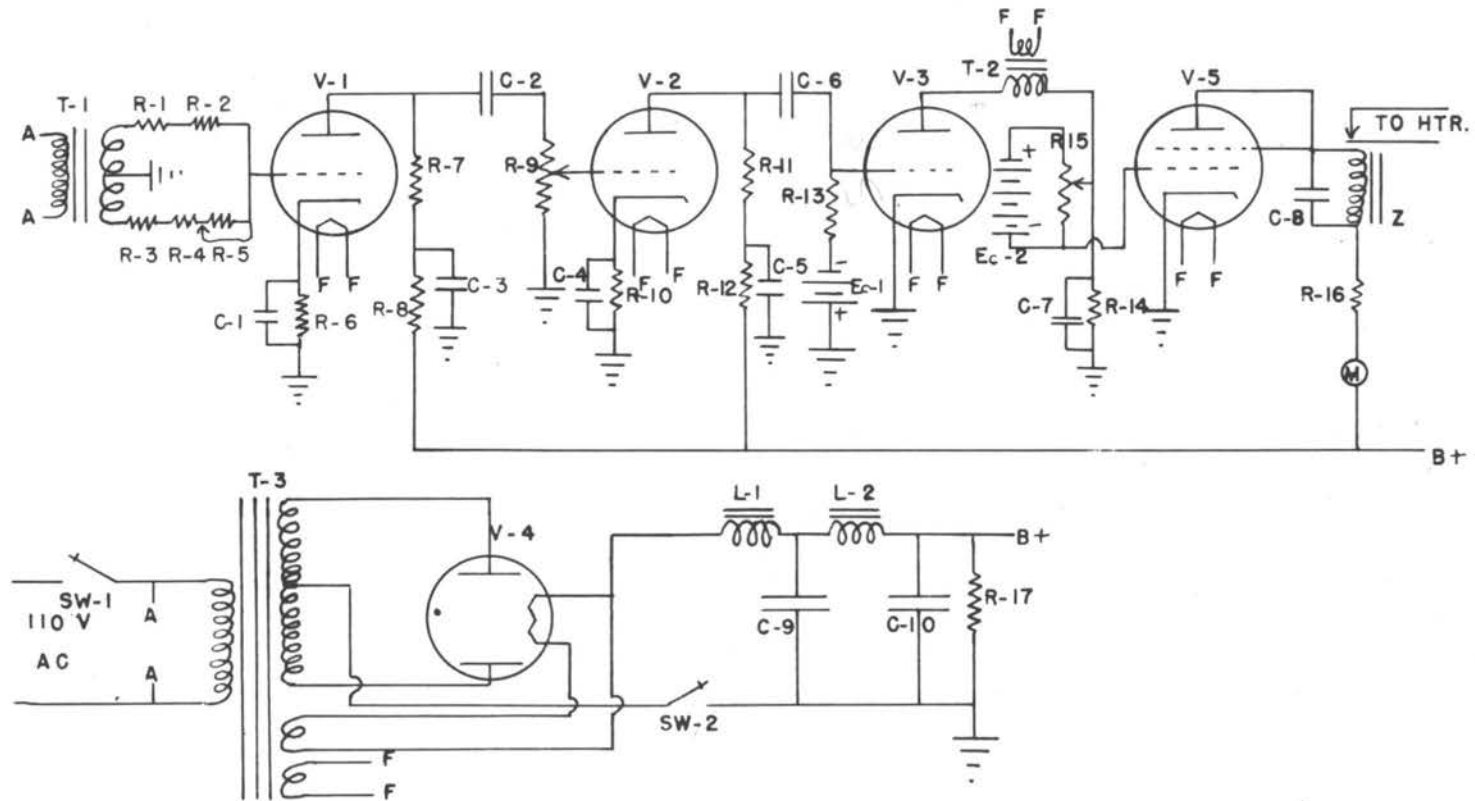 F F
V-1
C-2
V-2
C-6
V-3
T-2
V-5
T-1
R-1
R-2
A
TO HTR.
R15
R-7
R-9
R-11
R-13
+
-
C-8
Z
A
R-3
R-4
R-5
F F
C-3
C-4
F F
C-5
-
Ec-1
+
F F
Ec-2
F F
R-16
C-1
R-6
R-8
R-10
R-12
C-7
R-14
M
B+
T-3
L-1
L-2
V-4
B+
SW-1
110 V
AC
A
A
C-9
C-10
R-17
SW-2
F
F